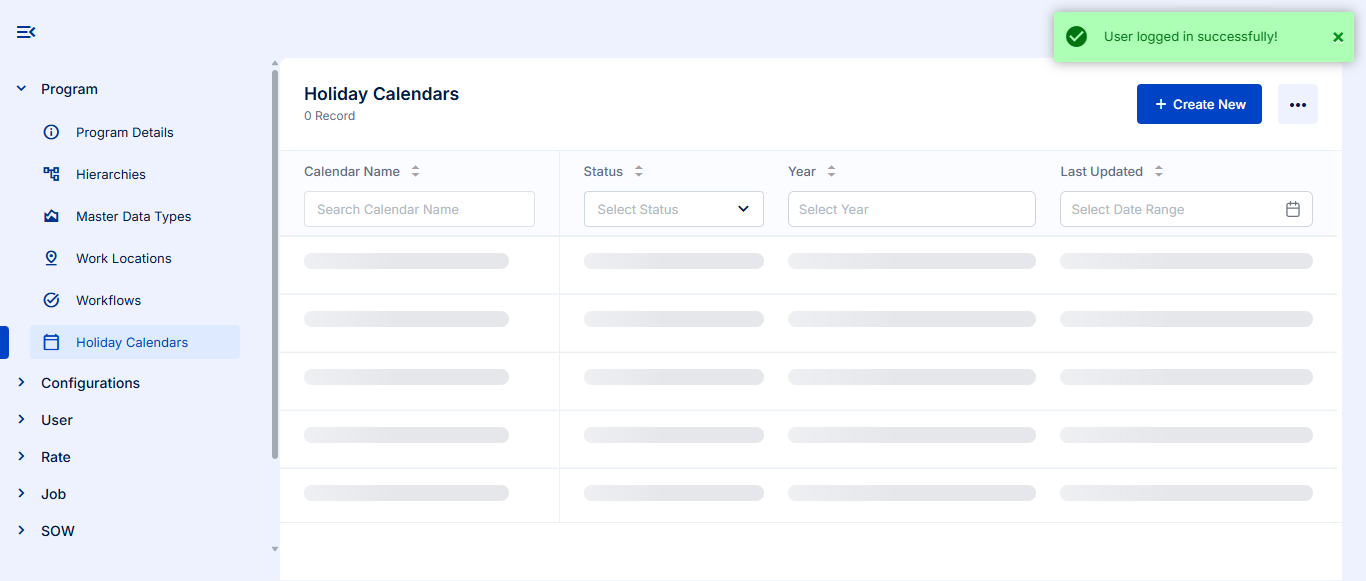 User logged in successfully!
Program
Program Details
Hierarchies
Master Data Types
Work Locations
Workflows
Holiday Calendars
Configurations
User
Rate
Job
SOW
Holiday Calendars
0 Record
+ Create New
Calendar Name
Status
Year
Last Updated
Search Calendar Name
Select Status
Select Year
Select Date Range